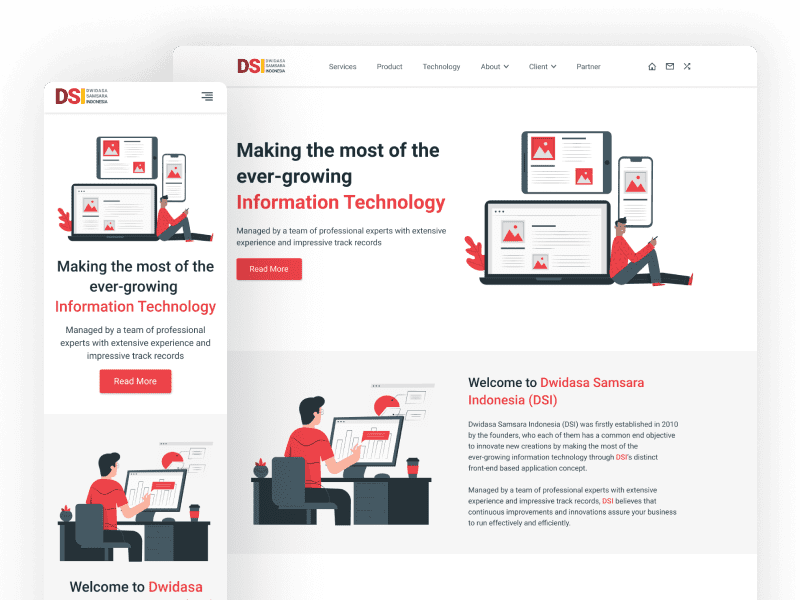 DSI DWIDASA
SAMSARA
INDONESIA
Services Product Technology About Client Partner
Making the most of the
ever-growing
Information Technology
Managed by a team of professional experts with extensive
experience and impressive track records
Read More
Welcome to Dwidasa Samsara
Indonesia (DSI)
Dwidasa Samsara Indonesia (DSI) was firstly established in 2010
by the founders, who each of them has a common end objective
to innovate new creations by making the most of the
ever-growing information technology through DSI's distinct
front-end based application concept.
Managed by a team of professional experts with extensive
experience and impressive track records, DSI believes that
continuous improvements and innovations assure your business
to run effectively and efficiently.
DSI DWIDASA
SAMSARA
INDONESIA
Making the most of the
ever-growing
Information Technology
Managed by a team of professional
experts with extensive experience and
impressive track records
Read More
Welcome to Dwidasa